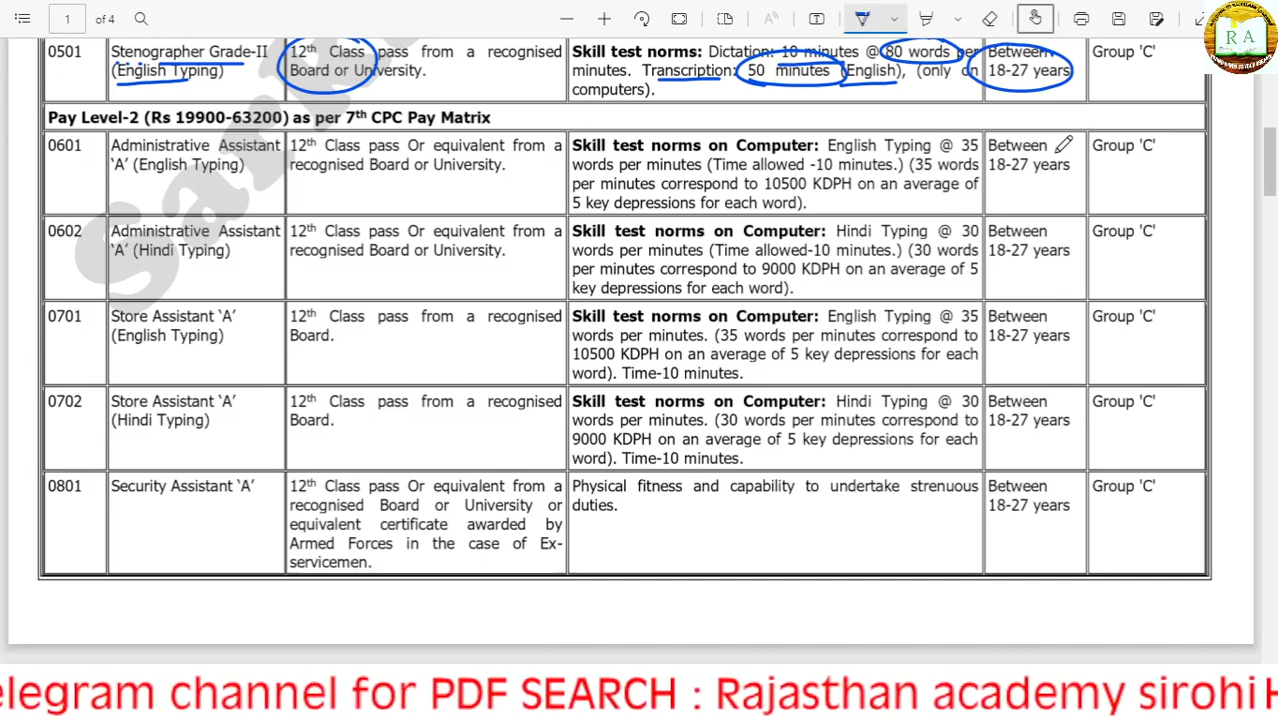 1 of 4
RA
0501 Stenographer Grade-II 12th Class pass from a recognised Skill test norms: Dictation: 10 minutes @ 80 words per Between Group 'C'
(English Typing) Board or University. minutes. Transcription: 50 minutes (English), (only on 18-27 years
computers).
Pay Level-2 (Rs 19900-63200) as per 7th CPC Pay Matrix
0601 Administrative Assistant 12th Class pass Or equivalent from a Skill test norms on Computer: English Typing @ 35 Between Group 'C'
'A' (English Typing) recognised Board or University. words per minutes (Time allowed -10 minutes.) (35 words 18-27 years
per minutes correspond to 10500 KDPH on an average of
5 key depressions for each word).
0602 Administrative Assistant 12th Class pass Or equivalent from a Skill test norms on Computer: Hindi Typing @ 30 Between Group 'C'
'A' (Hindi Typing) recognised Board or University. words per minutes (Time allowed-10 minutes.) (30 words 18-27 years
per minutes correspond to 9000 KDPH on an average of 5
key depressions for each word).
0701 Store Assistant 'A' 12th Class pass from a recognised Skill test norms on Computer: English Typing @ 35 Between Group 'C'
(English Typing) Board. words per minutes. (35 words per minutes correspond to 18-27 years
10500 KDPH on an average of 5 key depressions for each
word). Time-10 minutes.
0702 Store Assistant 'A' 12th Class pass from a recognised Skill test norms on Computer: Hindi Typing @ 30 Between Group 'C'
(Hindi Typing) Board. words per minutes. (30 words per minutes correspond to 18-27 years
9000 KDPH on an average of 5 key depressions for each
word). Time-10 minutes.
0801 Security Assistant 'A' 12th Class pass Or equivalent from a Physical fitness and capability to undertake strenuous Between Group 'C'
recognised Board or University or duties. 18-27 years
equivalent certificate awarded by
Armed Forces in the case of Ex-
servicemen.
elegram channel for PDF SEARCH : Rajasthan academy sirohi H